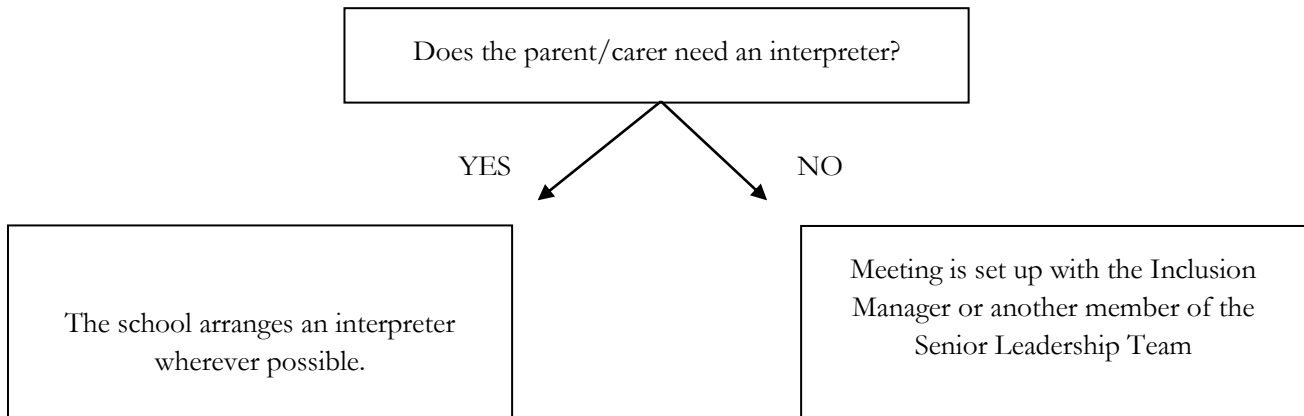 Does the parent/carer need an interpreter?
YES
NO
The school arranges an interpreter
wherever possible.
Meeting is set up with the Inclusion
Manager or another member of the
Senior Leadership Team